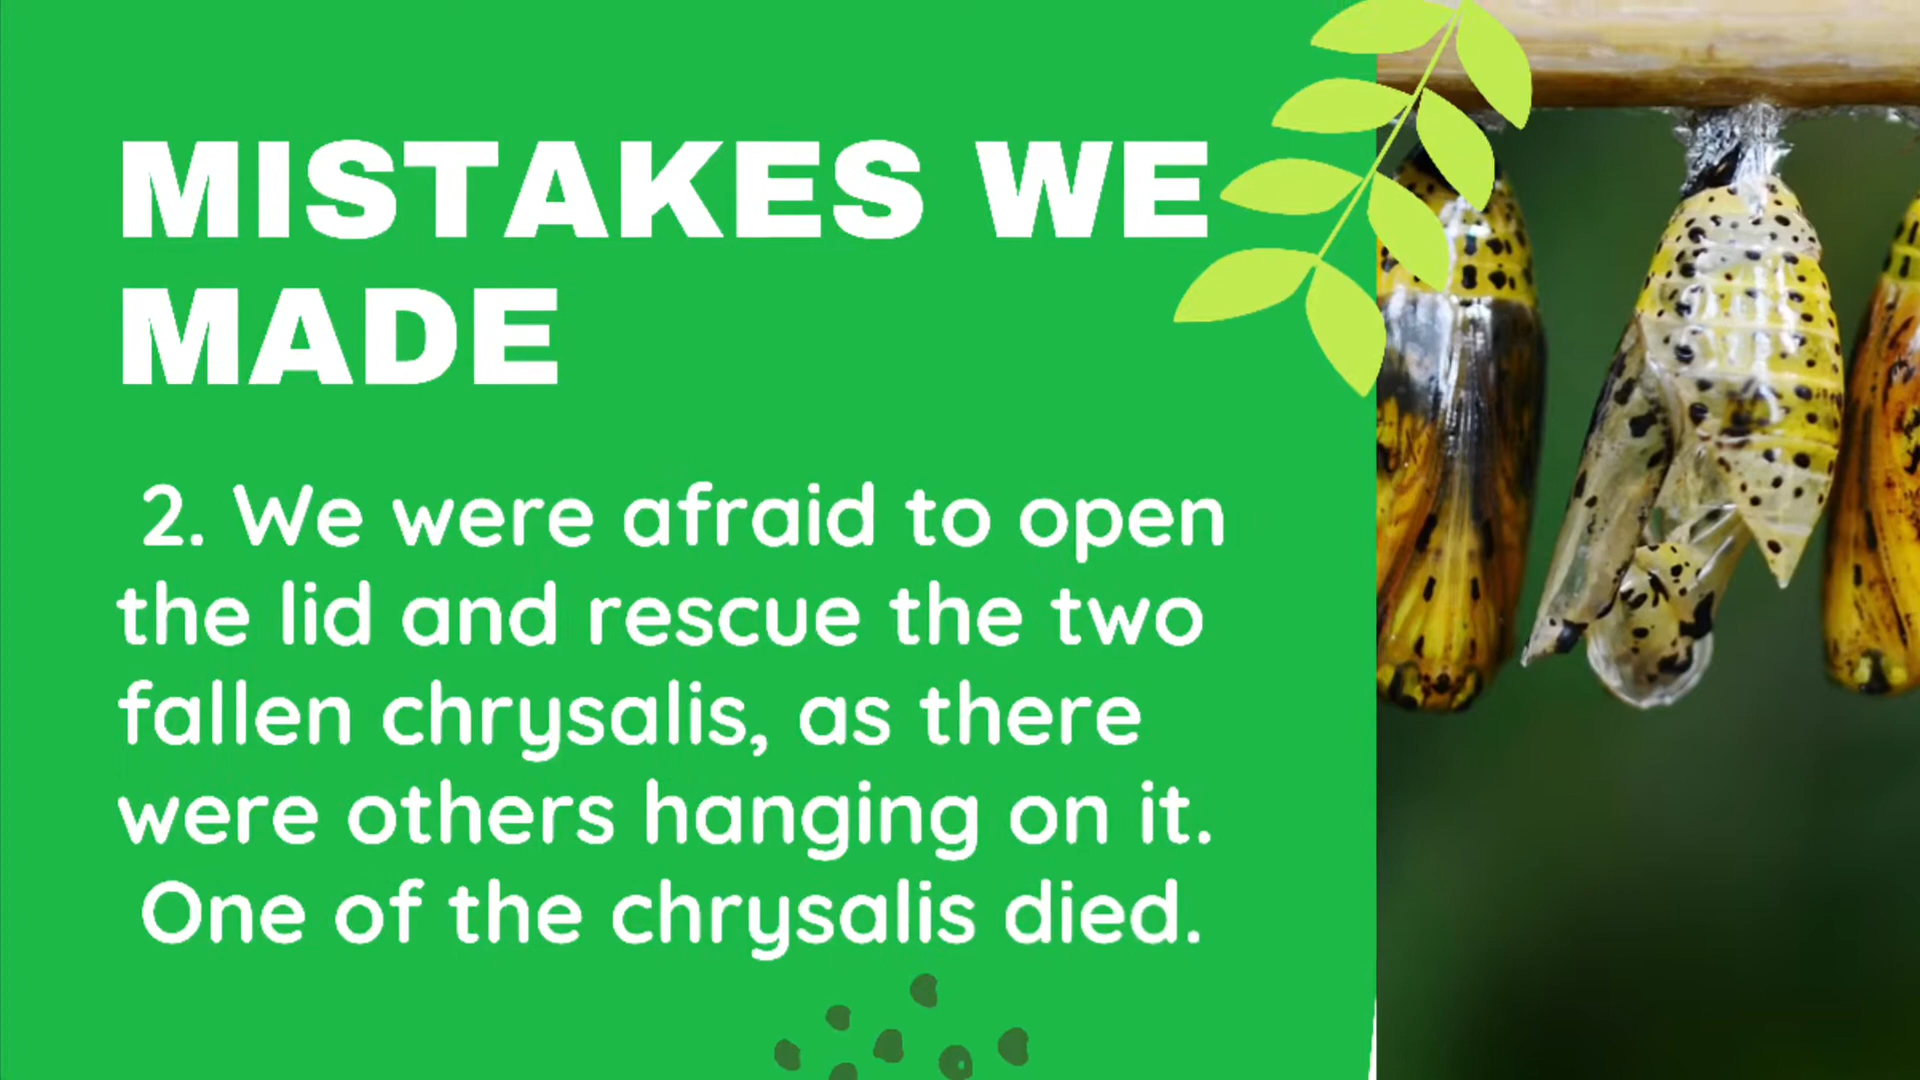 MISTAKES WE
MADE
2. We were afraid to open
the lid and rescue the two
fallen chrysalis, as there
were others hanging on it.
One of the chrysalis died.